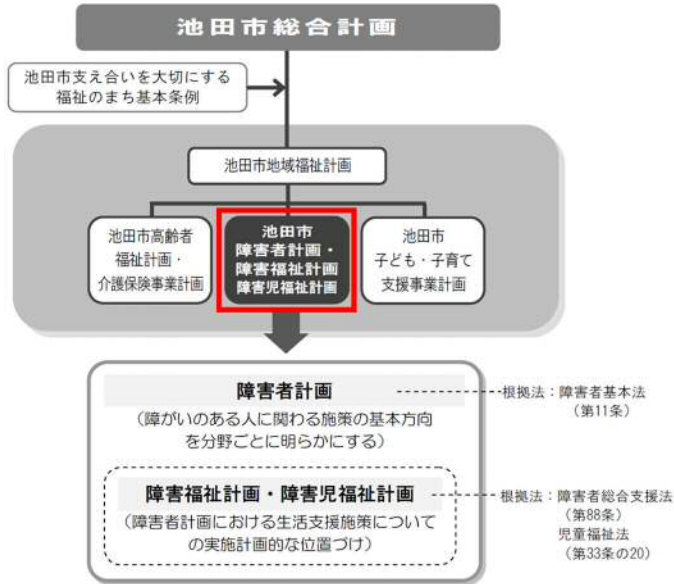 池田市総合計画
池田市支え合いを大切にする
福祉のまち基本条例
池田市地域福祉計画
池田市高齢者
福祉計画・
介護保険事業計画
池田市
障害者計画・
障害福祉計画
障害児福祉計画
池田市
子ども・子育て
支援事業計画
障害者計画
(障がいのある人に関わる施策の基本方向
を分野ごとに明らかにする)
根拠法:障害者基本法
(第11条)
障害福祉計画・障害児福祉計画
(障害者計画における生活支援施策について
の実施計画的な位置づけ)
根拠法:障害者総合支援法
(第88条)
児童福祉法
(第33条の20)